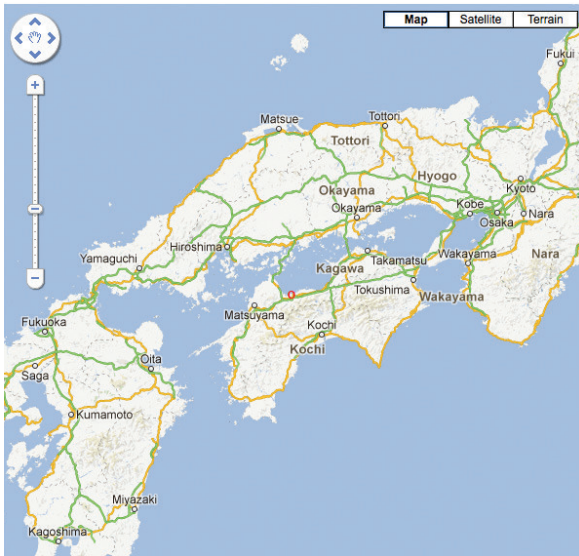 Map Satellite Terrain
Fukui
Matsue
Tottori
Tottori
Hyogo
Kyoto
Okayama
Okayama
Kobe
Osaka
Nara
Hiroshima
Yamaguchi
Takamatsu
Kagawa
Wakayama
Nara
Tokushima
Wakayama
Matsuyama
Fukuoka
Kochi
Kochi
Oita
Saga
Kumamoto
Miyazaki
Kagoshima